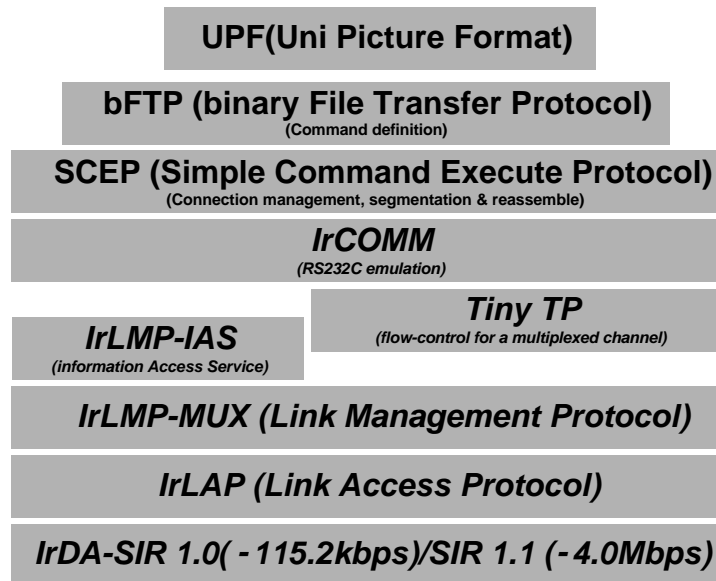 UPF(Uni Picture Format)
bFTP (binary File Transfer Protocol)
(Command definition)
SCEP (Simple Command Execute Protocol)
(Connection management, segmentation & reassemble)
IrCOMM
(RS232C emulation)
Tiny TP
(flow-control for a multiplexed channel)
IrLMP-IAS
(information Access Service)
IrLMP-MUX (Link Management Protocol)
IrLAP (Link Access Protocol)
IrDA-SIR 1.0( - 115.2kbps)/SIR 1.1 (- 4.0Mbps)